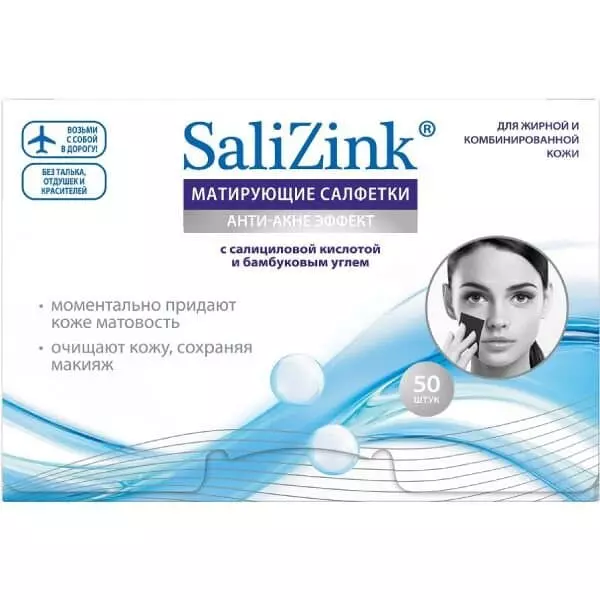 ВОЗЬМИ
С СОБОЙ
В ДОРОГУ!
БЕЗ ТАЛЬКА,
ОТДУШЕК И
КРАСИТЕЛЕЙ
SaliZink®
МАТИРУЮЩИЕ САЛФЕТКИ
АНТИ-АКНЕ ЭФФЕКТ
с салициловой кислотой
и бамбуковым углем
ДЛЯ ЖИРНОЙ И
КОМБИНИРОВАННОЙ
КОЖИ
• моментально придают
коже матовость
• очищают кожу, сохраняя
макияж
50
ШТУК